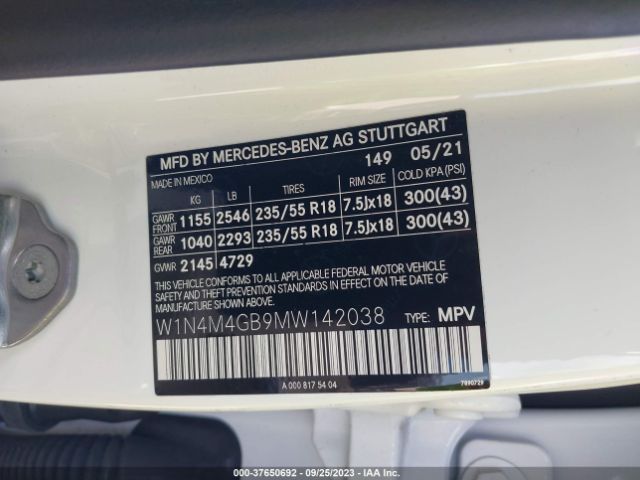 MFD BY MERCEDES-BENZ AG STUTTGART
MADE IN MEXICO 149 05/21
KG LB TIRES RIM SIZE COLD KPA (PSI)
GAWR FRONT 1155 2546 235/55 R18 7.5Jx18 300(43)
GAWR REAR 1040 2293 235/55 R18 7.5Jx18 300(43)
GVWR 2145 4729
THIS VEHICLE CONFORMS TO ALL APPLICABLE FEDERAL MOTOR VEHICLE
SAFETY AND THEFT PREVENTION STANDARDS IN EFFECT ON THE DATE OF
MANUFACTURE SHOWN ABOVE.
W1N4M4GB9MW142038 TYPE: MPV
A 000 817 54 04 7990729
000-37650692 - 09/25/2023 - IAA Inc.